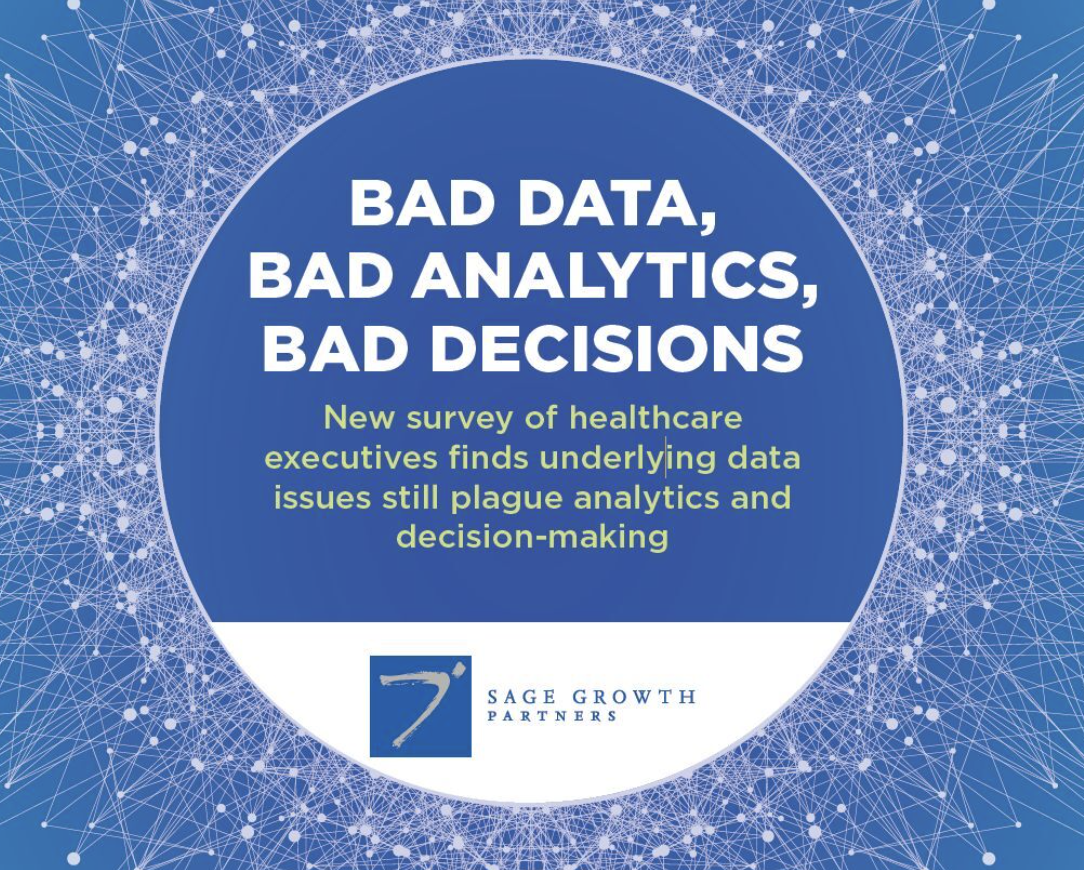 BAD DATA,
BAD ANALYTICS,
BAD DECISIONS
New survey of healthcare
executives finds underlying data
issues still plague analytics and
decision-making
SAGE GROWTH
PARTNERS